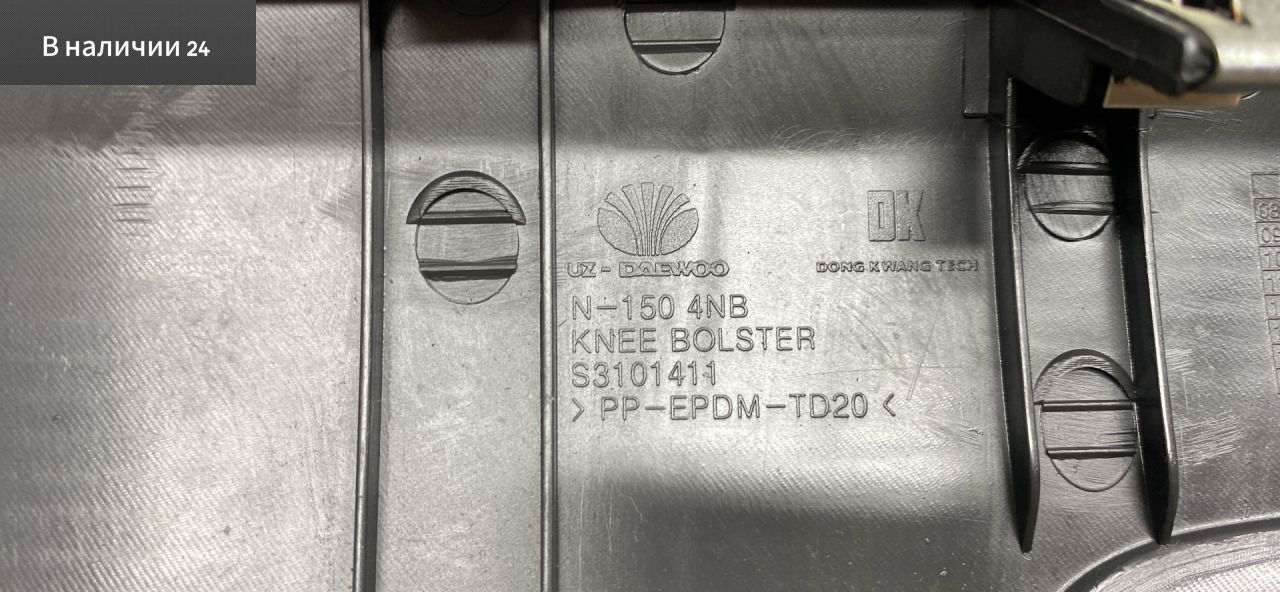 В наличии 24
DK
UZ-DAEWOO
DONG KWANG TECH
N-150 4NB
KNEE BOLSTER
S3101411
> PP-EPDM-TD20 <